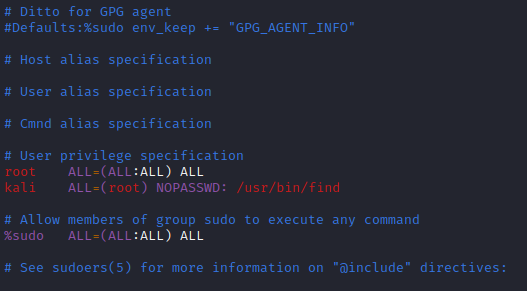 # Ditto for GPG agent
#Defaults:%sudo env_keep += "GPG_AGENT_INFO"
# Host alias specification
# User alias specification
# Cmnd alias specification
# User privilege specification
root    ALL=(ALL:ALL) ALL
kali    ALL=(root) NOPASSWD: /usr/bin/find
# Allow members of group sudo to execute any command
%sudo   ALL=(ALL:ALL) ALL
# See sudoers(5) for more information on "@include" directives: